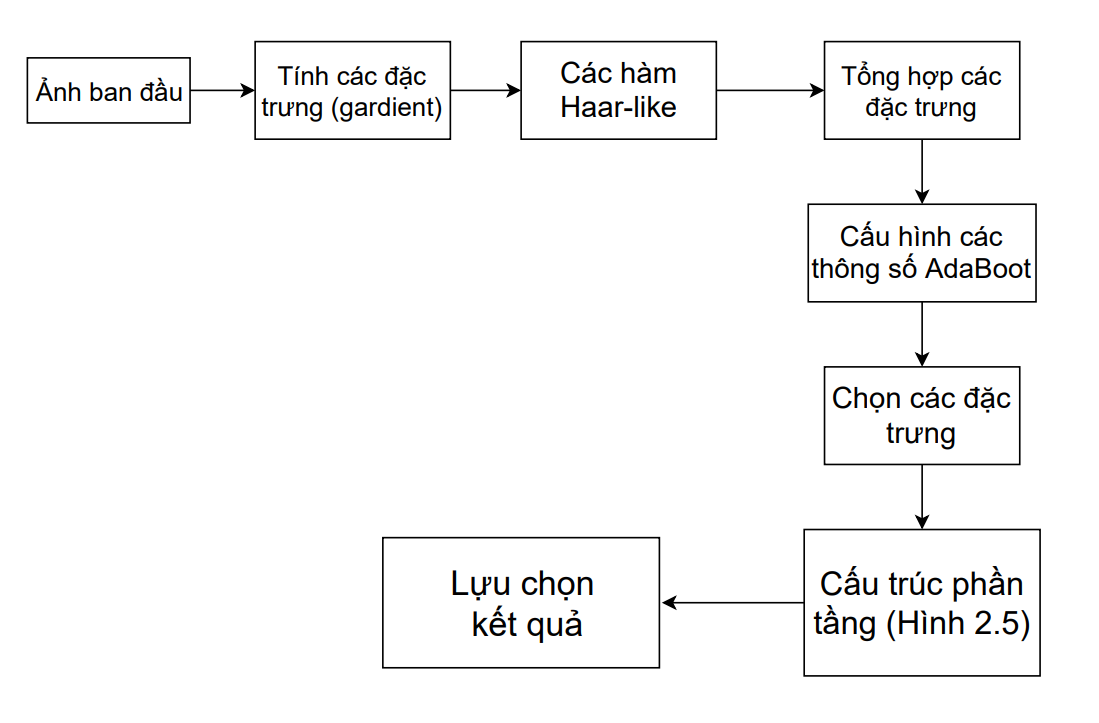 Ảnh ban đầu
Tính các đặc
trưng (gardient)
Các hàm
Haar-like
Tổng hợp các
đặc trưng
Cấu hình các
thông số AdaBoot
Chọn các đặc
trưng
Cấu trúc phần
tầng (Hình 2.5)
Lựu chọn
kết quả